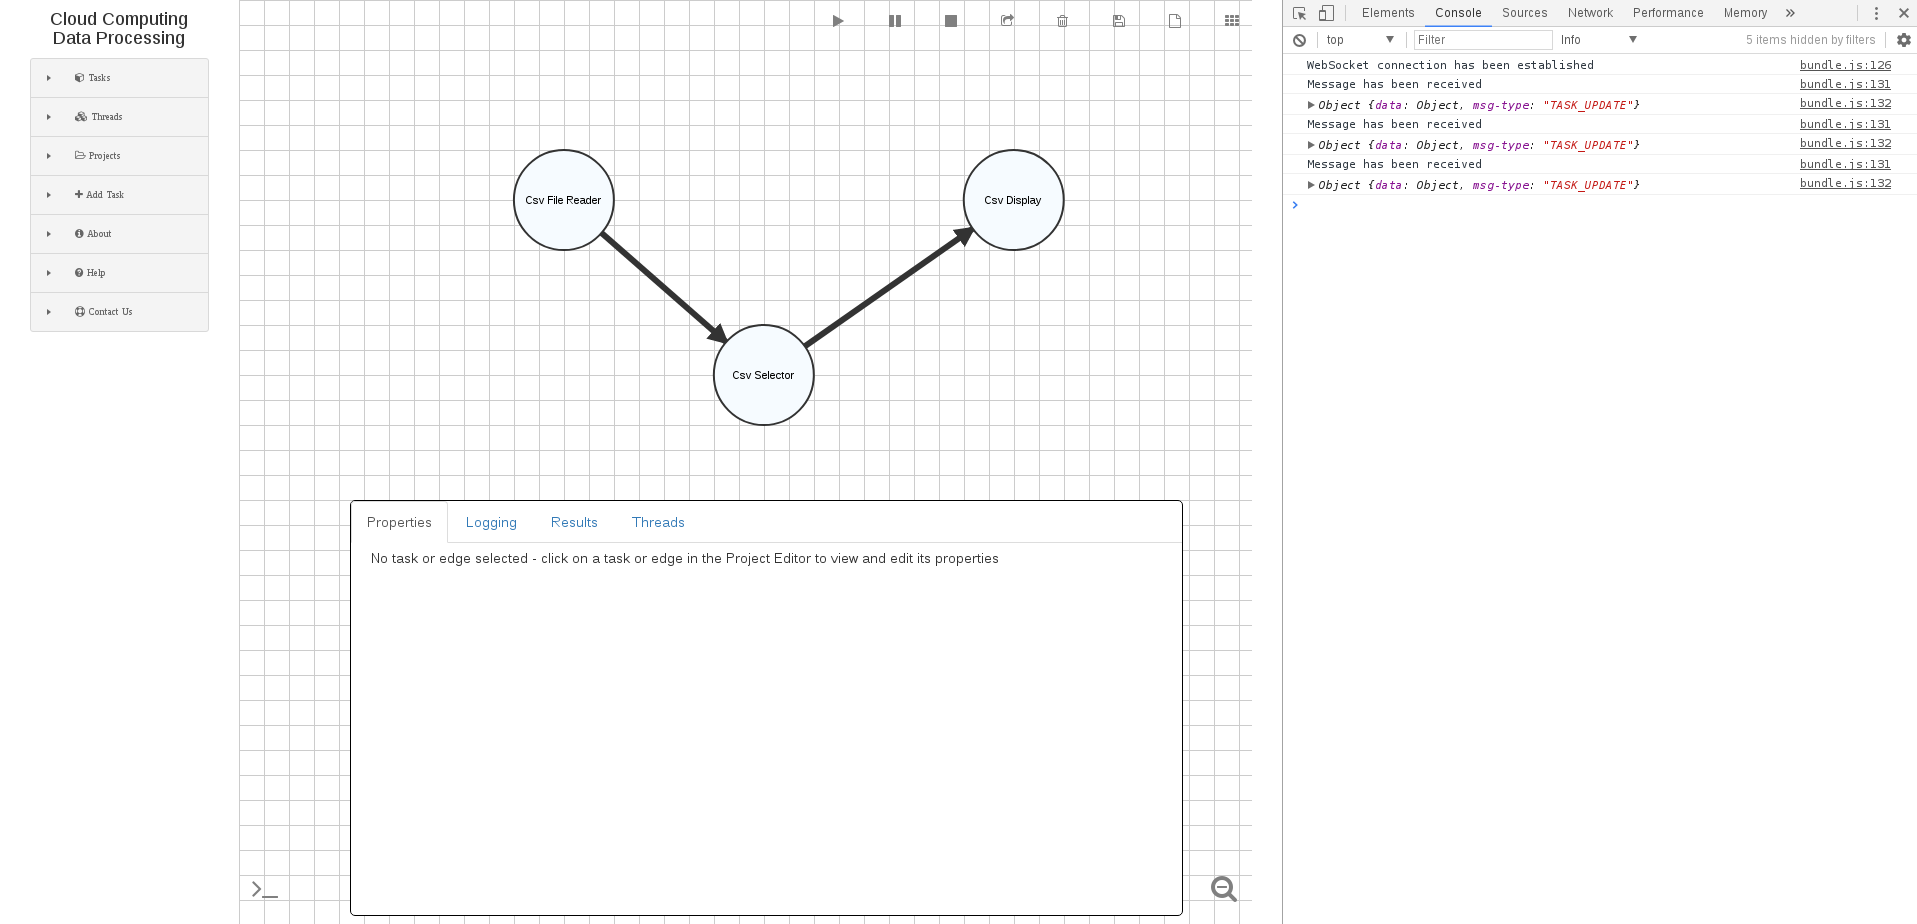 Cloud Computing
Data Processing
Tasks
Threads
Projects
Add Task
About
Help
Contact Us
Csv File Reader
Csv Display
Csv Selector
Properties Logging Results Threads
No task or edge selected - click on a task or edge in the Project Editor to view and edit its properties
Elements Console Sources Network Performance Memory
top Filter Info 5 items hidden by filters
WebSocket connection has been established bundle.js:126
Message has been received bundle.js:131
Object {data: Object, msg-type: "TASK_UPDATE"} bundle.js:132
Message has been received bundle.js:131
Object {data: Object, msg-type: "TASK_UPDATE"} bundle.js:132
Message has been received bundle.js:131
Object {data: Object, msg-type: "TASK_UPDATE"} bundle.js:132